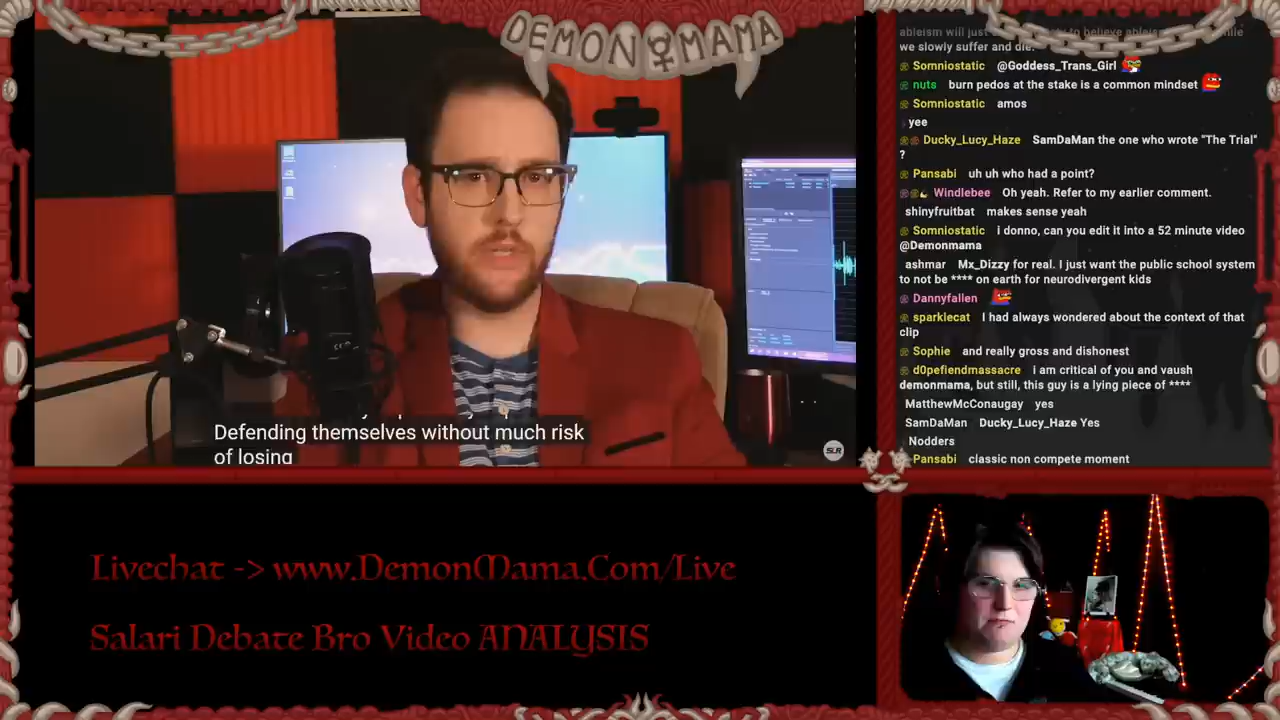 DEMON MAMA
we slowly suffer and die.
Somniostatic @Goddess_Trans_Girl
nuts burn pedos at the stake is a common mindset
Somniostatic amos
yee
Ducky_Lucy_Haze SamDaMan the one who wrote "The Trial"
?
Pansabi uh uh who had a point?
Windiebee Oh yeah. Refer to my earlier comment.
shinyfruitbat makes sense yeah
Somniostatic i dunno, can you edit it into a 52 minute video
@Demonmama
ashmar Mx_Dizzy for real. I just want the public school system
to not be **** on earth for neurodivergent kids
Dannyfallen
sparklecat I had always wondered about the context of that
clip
Sophie and really gross and dishonest
d0pefiendmassacre i am critical of you and vaush
demonmama, but still, this guy is a lying piece of ****
MatthewMcConaugay yes
SamDaMan Ducky_Lucy_Haze Yes
Nodders
Pansabi classic non compete moment
Defending themselves without much risk
of losing
SLR
Livechat -> www.DemonMama.Com/Live
Salari Debate Bro Video ANALYSIS